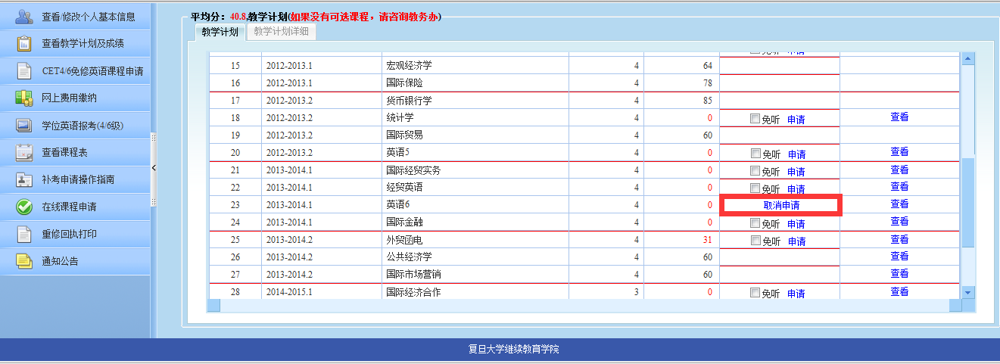 查看/修改个人基本信息
查看教学计划及成绩
CET4/6免修英语课程申请
网上费用缴纳
学位英语报考(4/6级)
查看课程表
补考申请操作指南
在线课程申请
重修回执打印
通知公告
平均分：40.8,教学计划(如果没有可选课程，请咨询教务办)
教学计划 教学计划详细
15 2012-2013.1 宏观经济学 4 64
16 2012-2013.1 国际保险 4 78
17 2012-2013.2 货币银行学 4 85
18 2012-2013.2 统计学 4 0 免听 申请 查看
19 2012-2013.2 国际贸易 4 60
20 2012-2013.2 英语5 4 0 免听 申请 查看
21 2013-2014.1 国际经贸实务 4 0 免听 申请 查看
22 2013-2014.1 经贸英语 4 0 免听 申请 查看
23 2013-2014.1 英语6 4 0 取消申请 查看
24 2013-2014.1 国际金融 4 0 免听 申请 查看
25 2013-2014.2 外贸函电 4 31 免听 申请 查看
26 2013-2014.2 公共经济学 4 60 查看
27 2013-2014.2 国际市场营销 4 60 查看
28 2014-2015.1 国际经济合作 3 0 免听 申请 查看
复旦大学继续教育学院